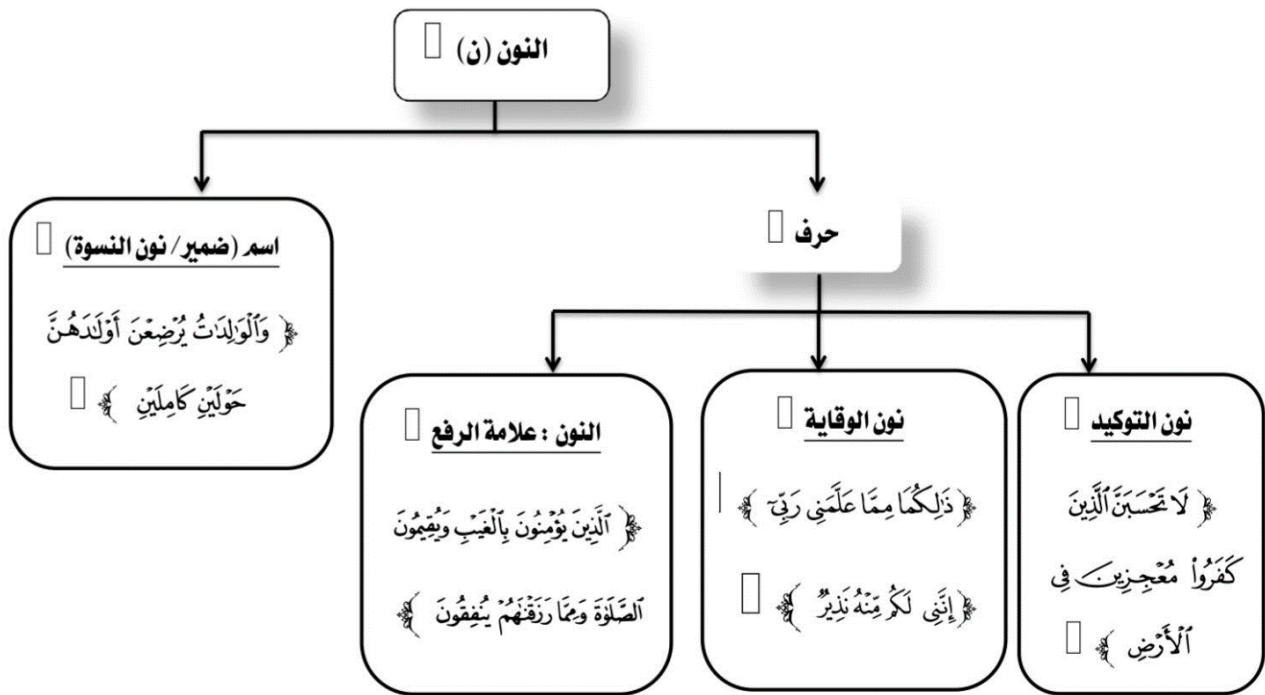 النون (ن)
حرف
اسم (ضمير/ نون النسوة)
﴿ وَٱلْوَٰلِدَٰتُ يُرْضِعْنَ أَوْلَٰدَهُنَّ
حَوْلَيْنِ كَامِلَيْنِ ﴾
نون التوكيد
﴿ لَا تَحْسَبَنَّ ٱلَّذِينَ
كَفَرُوا۟ مُعْجِزِينَ فِى
ٱلْأَرْضِ ﴾
نون الوقاية
﴿ ذَٰلِكُمَا مِمَّا عَلَّمَنِى رَبِّىٓ ﴾
﴿ إِنَّنِى لَكُم مِّنْهُ نَذِيرٌ ﴾
النون : علامة الرفع
﴿ ٱلَّذِينَ يُؤْمِنُونَ بِٱلْغَيْبِ وَيُقِيمُونَ
ٱلصَّلَوٰةَ وَمِمَّا رَزَقْنَٰهُمْ يُنفِقُونَ ﴾